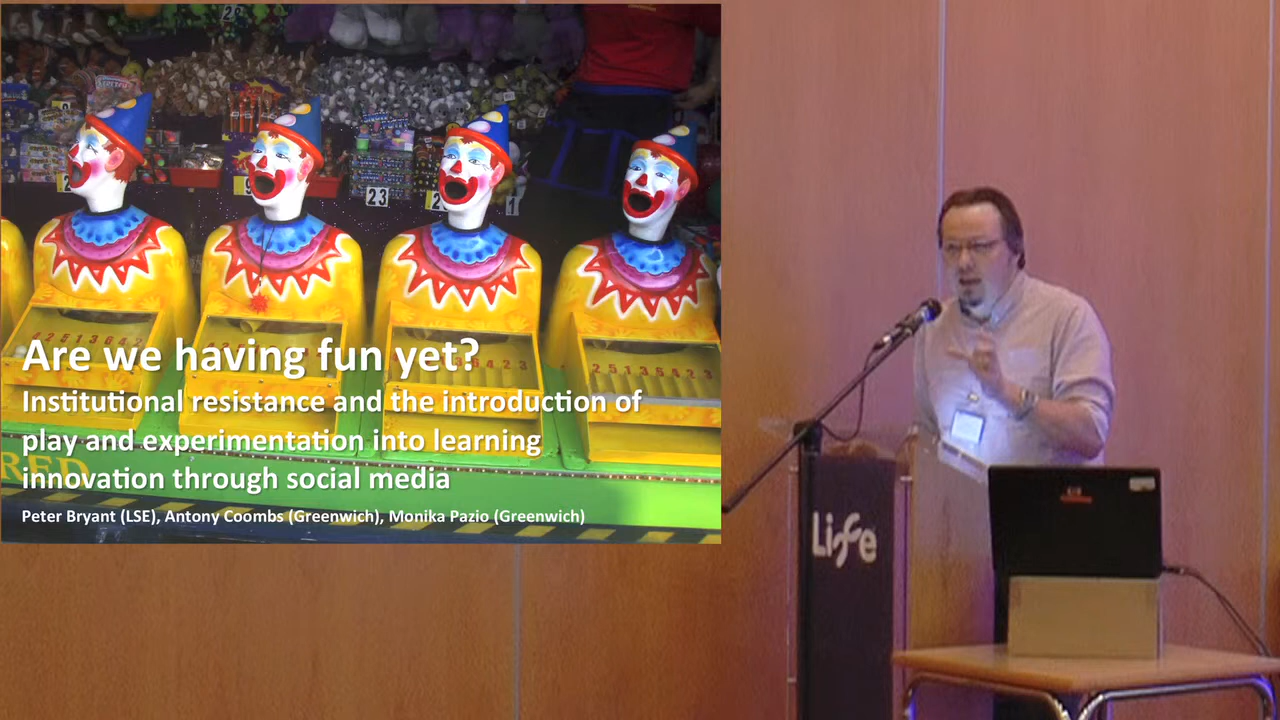 23
Are we having fun yet?
Institutional resistance and the introduction of
play and experimentation into learning
innovation through social media
Peter Bryant (LSE), Antony Coombs (Greenwich), Monika Pazio (Greenwich)
RED
Life